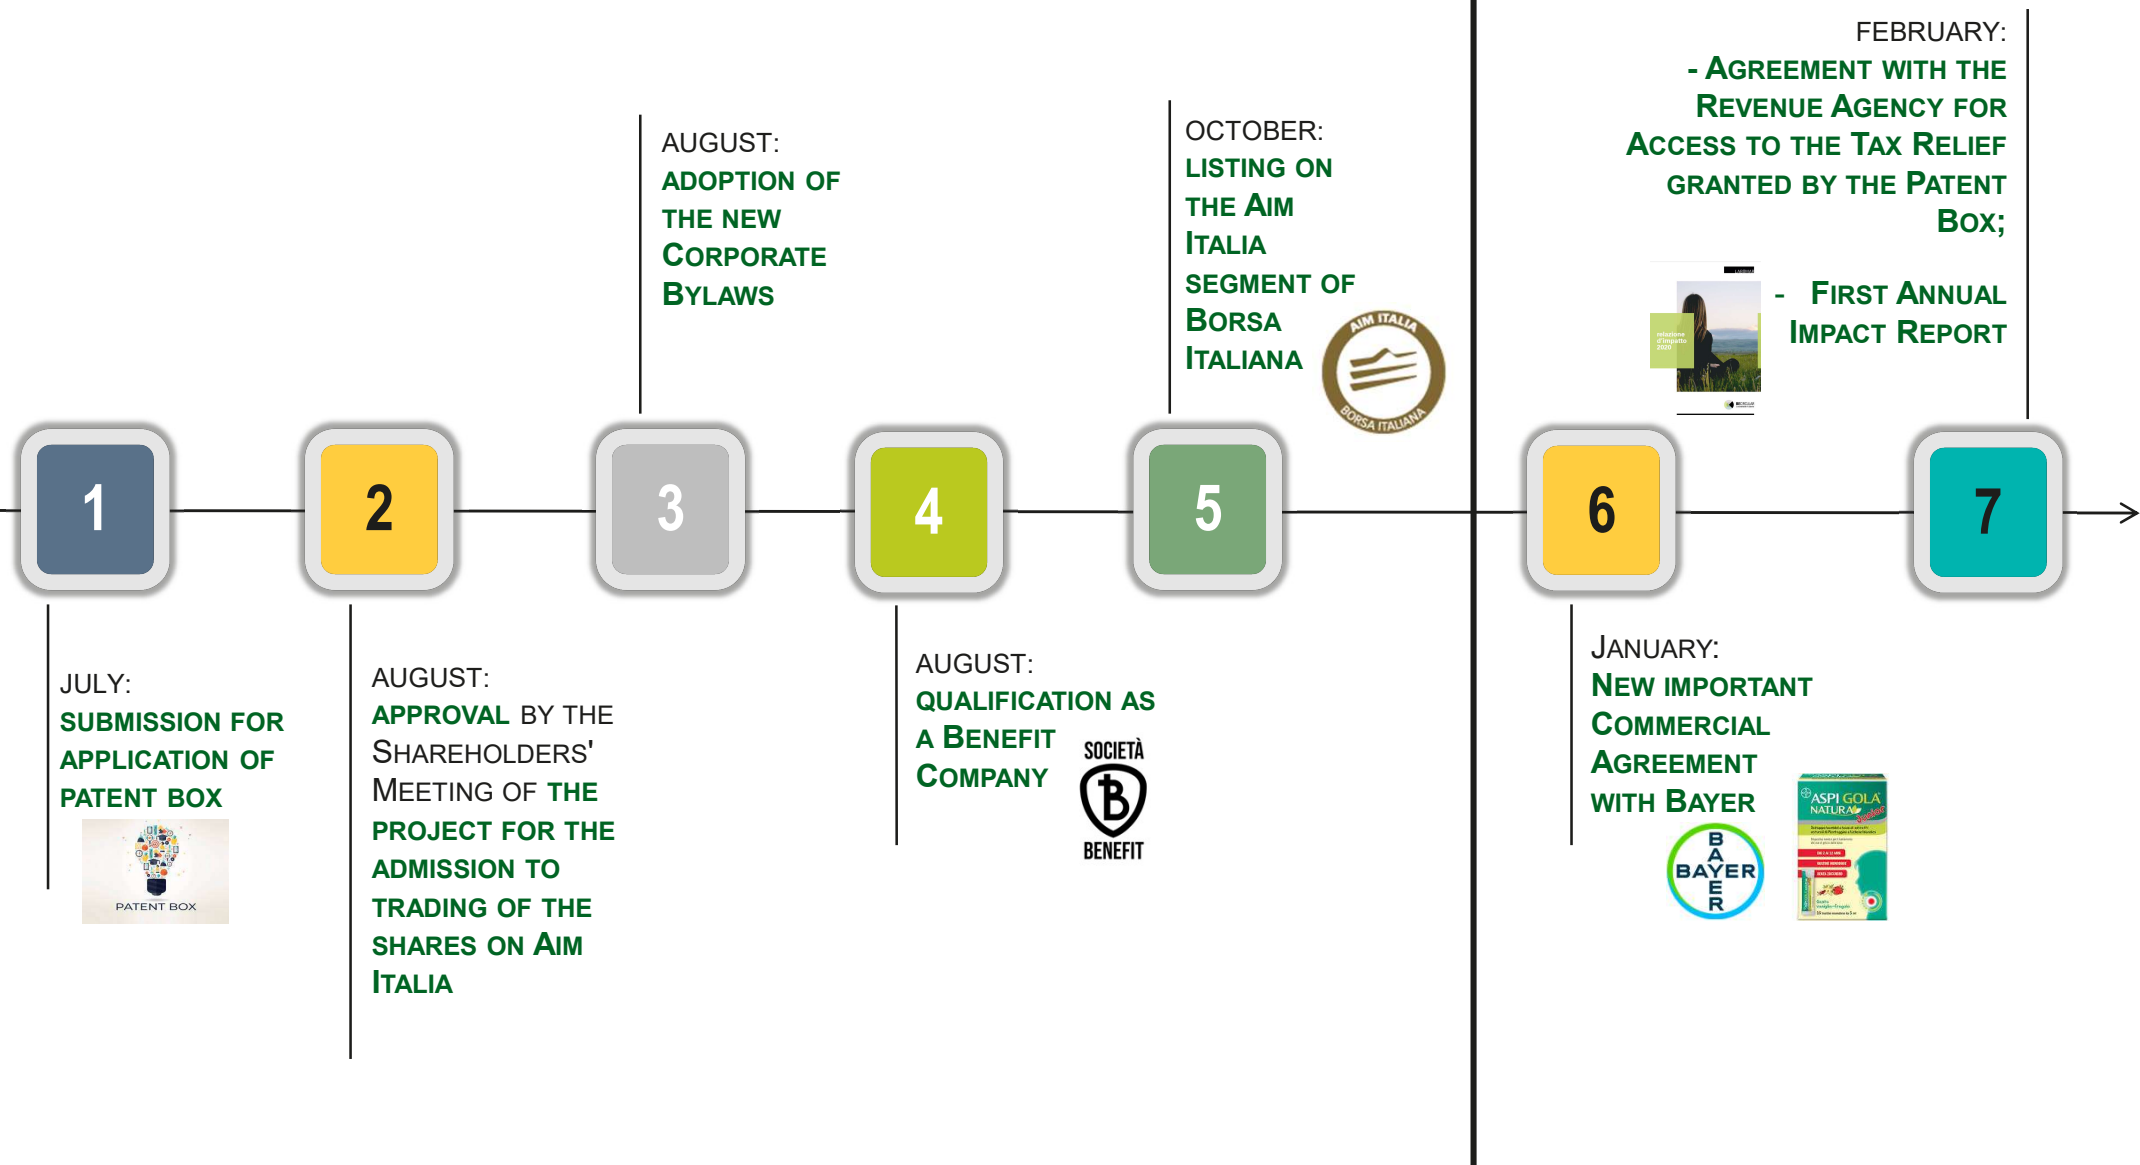 FEBRUARY:
- AGREEMENT WITH THE
REVENUE AGENCY FOR
ACCESS TO THE TAX RELIEF
GRANTED BY THE PATENT
BOX;
- FIRST ANNUAL
IMPACT REPORT
relazione
d'impatto
2020
AUGUST:
ADOPTION OF
THE NEW
CORPORATE
BYLAWS
OCTOBER:
LISTING ON
THE AIM
ITALIA
SEGMENT OF
BORSA
ITALIANA
AIM ITALIA
BORSA ITALIANA
1
2
3
4
5
6
7
JULY:
SUBMISSION FOR
APPLICATION OF
PATENT BOX
PATENT BOX
AUGUST:
APPROVAL BY THE
SHAREHOLDERS'
MEETING OF THE
PROJECT FOR THE
ADMISSION TO
TRADING OF THE
SHARES ON AIM
ITALIA
AUGUST:
QUALIFICATION AS
A BENEFIT
COMPANY
SOCIETÀ
B
BENEFIT
JANUARY:
NEW IMPORTANT
COMMERCIAL
AGREEMENT
WITH BAYER
BAYER
BAYER
ASPI GOLA
NATURA
Junior